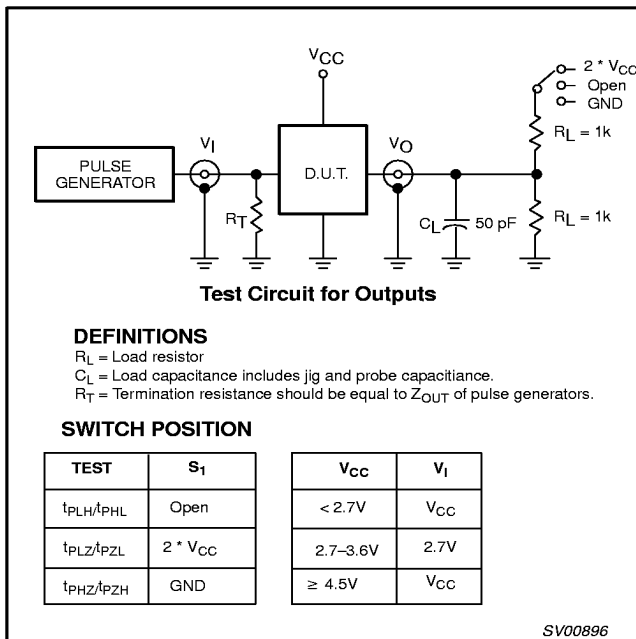 VCC
2 * VCC
Open
GND
RL = 1k
VI
VO
PULSE
GENERATOR
D.U.T.
RT
CL
50 pF
RL = 1k
Test Circuit for Outputs
DEFINITIONS
RL = Load resistor
CL = Load capacitance includes jig and probe capacitiance.
RT = Termination resistance should be equal to ZOUT of pulse generators.
SWITCH POSITION
TEST S1
tPLH/tPHL Open
tPLZ/tPZL 2 * VCC
tPHZ/tPZH GND
VCC VI
< 2.7V VCC
2.7–3.6V 2.7V
≥ 4.5V VCC
SV00896